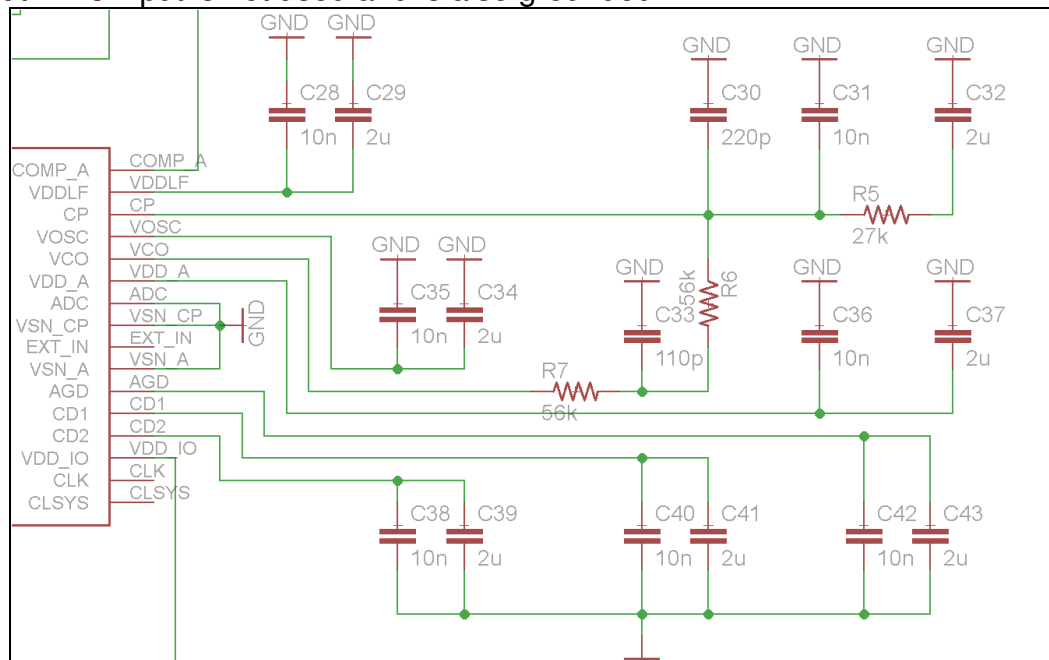 GND GND
C28 C29
10n 2u
GND GND GND
C30 C31 C32
220p 10n 2u
COMP_A COMP_A
VDDLF VDDLF
CP CP
VOSC VOSC
VCO VCO
VDD_A VDD_A
ADC ADC
VSN_CP VSN_CP
EXT_IN EXT_IN
VSN_A VSN_A
AGD AGD
CD1 CD1
CD2 CD2
VDD_IO VDD_IO
CLK CLK
CLSYS CLSYS
GND
R5
27k
GND GND
C35 C34
10n 2u
GND
C33
110p
56k
R6
GND GND
C36 C37
10n 2u
R7
56k
C38 C39
10n 2u
C40 C41
10n 2u
C42 C43
10n 2u